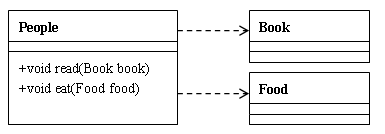 People
+void read(Book book)
+void eat(Food food)
Book
Food